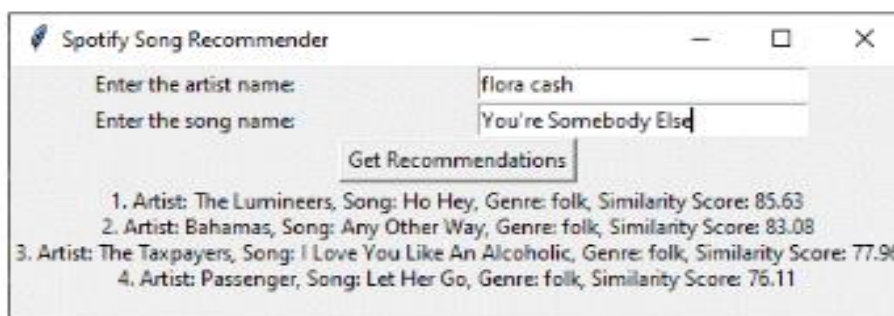 Spotify Song Recommender
Enter the artist name: flora cash
Enter the song name: You're Somebody Else
Get Recommendations
1. Artist: The Lumineers, Song: Ho Hey, Genre: folk, Similarity Score: 85.63
2. Artist: Bahamas, Song: Any Other Way, Genre: folk, Similarity Score: 83.08
3. Artist: The Taxpayers, Song: I Love You Like An Alcoholic, Genre: folk, Similarity Score: 77.96
4. Artist: Passenger, Song: Let Her Go, Genre: folk, Similarity Score: 76.11